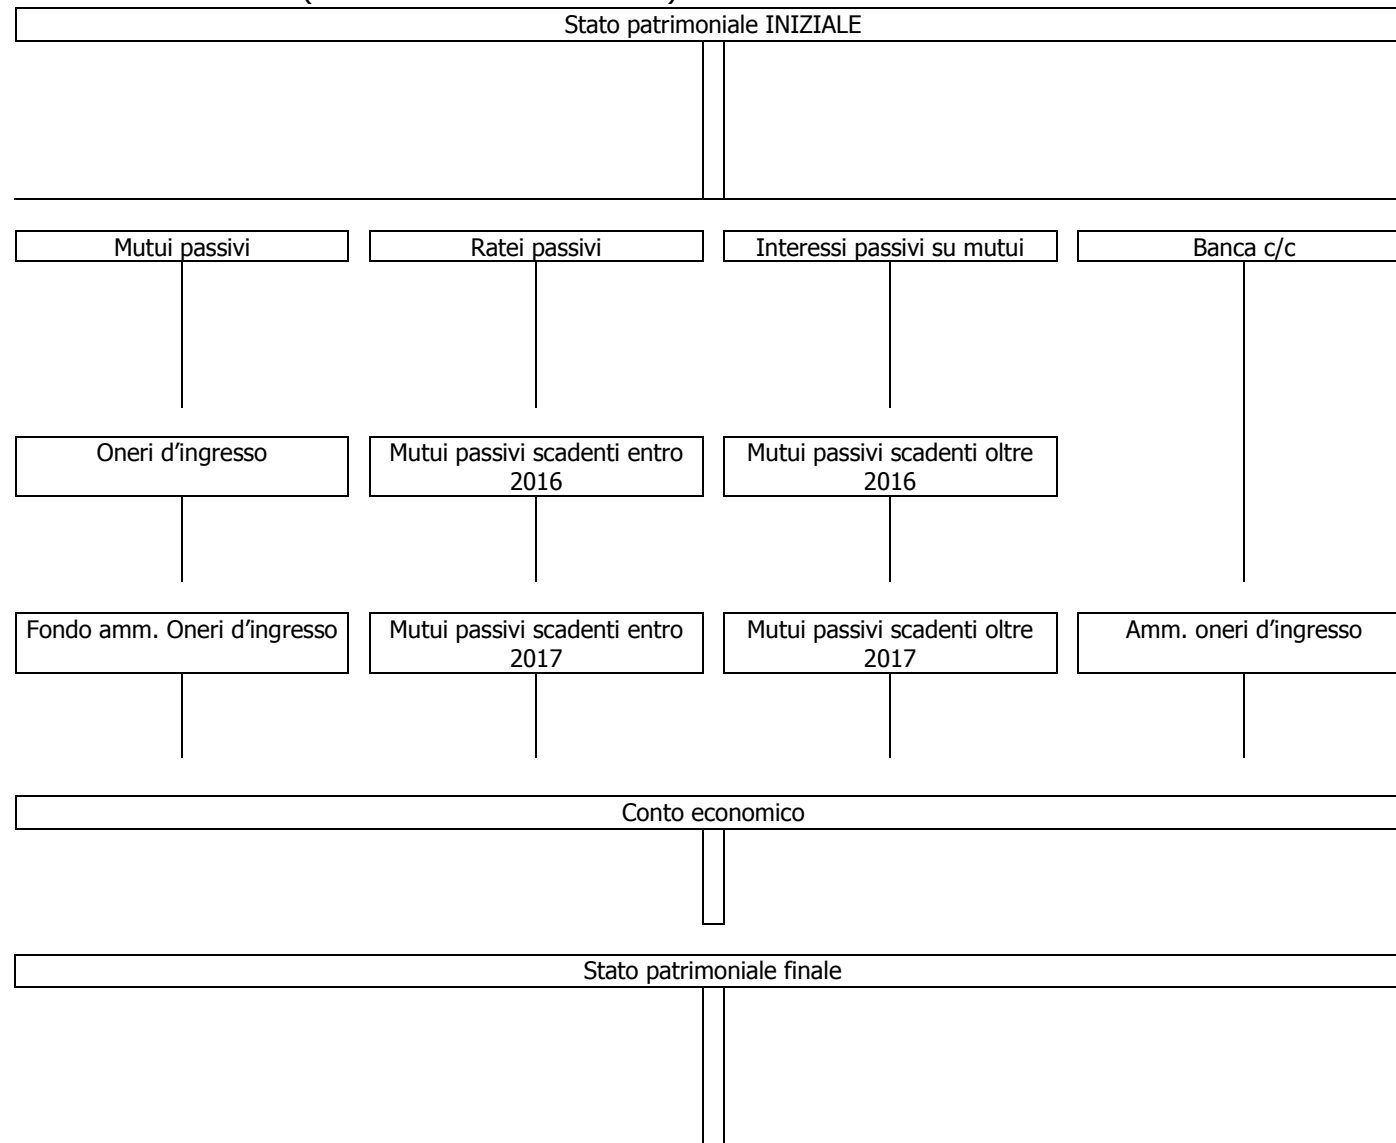 Stato patrimoniale INIZIALE
Mutui passivi
Ratei passivi
Interessi passivi su mutui
Banca c/c
Oneri d’ingresso
Mutui passivi scadenti entro
2016
Mutui passivi scadenti oltre
2016
Fondo amm. Oneri d’ingresso
Mutui passivi scadenti entro
2017
Mutui passivi scadenti oltre
2017
Amm. oneri d’ingresso
Conto economico
Stato patrimoniale finale